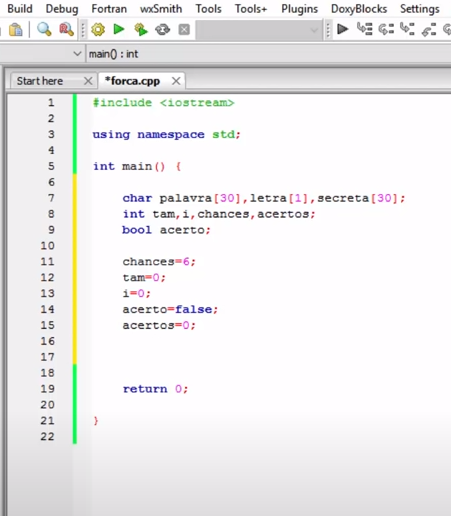 Build Debug Fortran wxSmith Tools Tools+ Plugins DoxyBlocks Settings
main() : int
Start here *forca.cpp
1 #include <iostream>
2
3 using namespace std;
4
5 int main() {
6
7 char palavra[30],letra[1],secreta[30];
8 int tam,i,chances,acertos;
9 bool acerto;
10
11 chances=6;
12 tam=0;
13 i=0;
14 acerto=false;
15 acertos=0;
16
17
18
19 return 0;
20
21 }
22